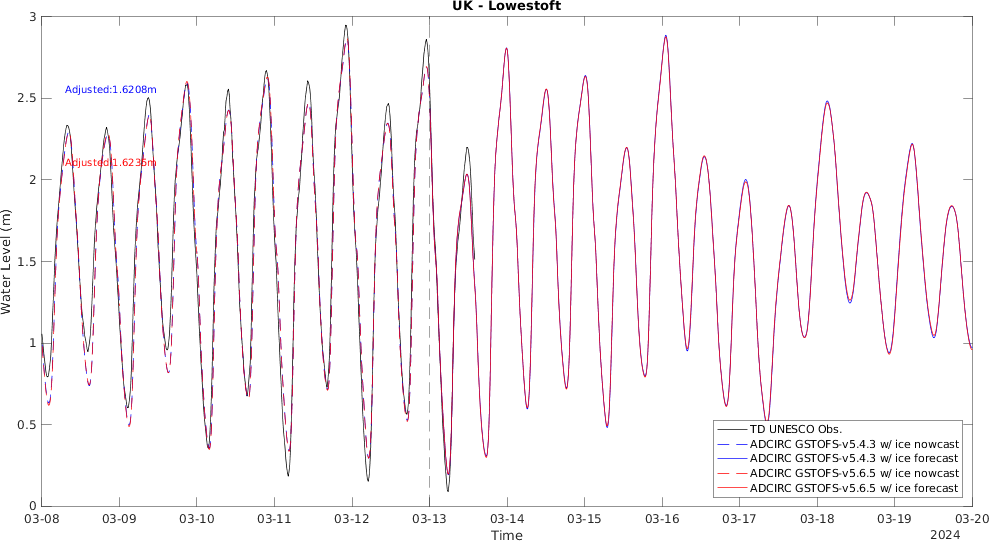 UK - Lowestoft
Water Level (m)
3
2.5
2
1.5
1
0.5
0
Adjusted:1.6208m
Adjusted:1.6235m
TD UNESCO Obs.
ADCIRC GSTOFS-v5.4.3 w/ ice nowcast
ADCIRC GSTOFS-v5.4.3 w/ ice forecast
ADCIRC GSTOFS-v5.6.5 w/ ice nowcast
ADCIRC GSTOFS-v5.6.5 w/ ice forecast
03-08 03-09 03-10 03-11 03-12 03-13 03-14 03-15 03-16 03-17 03-18 03-19 03-20
Time
2024